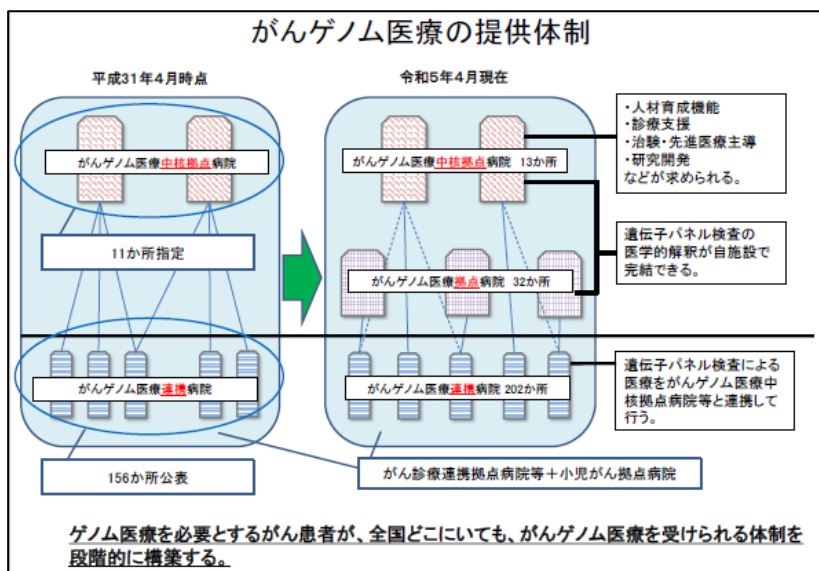 がんゲノム医療の提供体制
平成31年4月時点
がんゲノム医療中核拠点病院
11か所指定
がんゲノム医療連携病院
156か所公表
令和5年4月現在
がんゲノム医療中核拠点病院 13か所
がんゲノム医療拠点病院 32か所
がんゲノム医療連携病院 202か所
がん診療連携拠点病院等＋小児がん拠点病院
・人材育成機能
・診療支援
・治験・先進医療主導
・研究開発
などが求められる。
遺伝子パネル検査の
医学的解釈が自施設で
完結できる。
遺伝子パネル検査による
医療をがんゲノム医療中
核拠点病院等と連携して
行う。
ゲノム医療を必要とするがん患者が、全国どこにいても、がんゲノム医療を受けられる体制を
段階的に構築する。